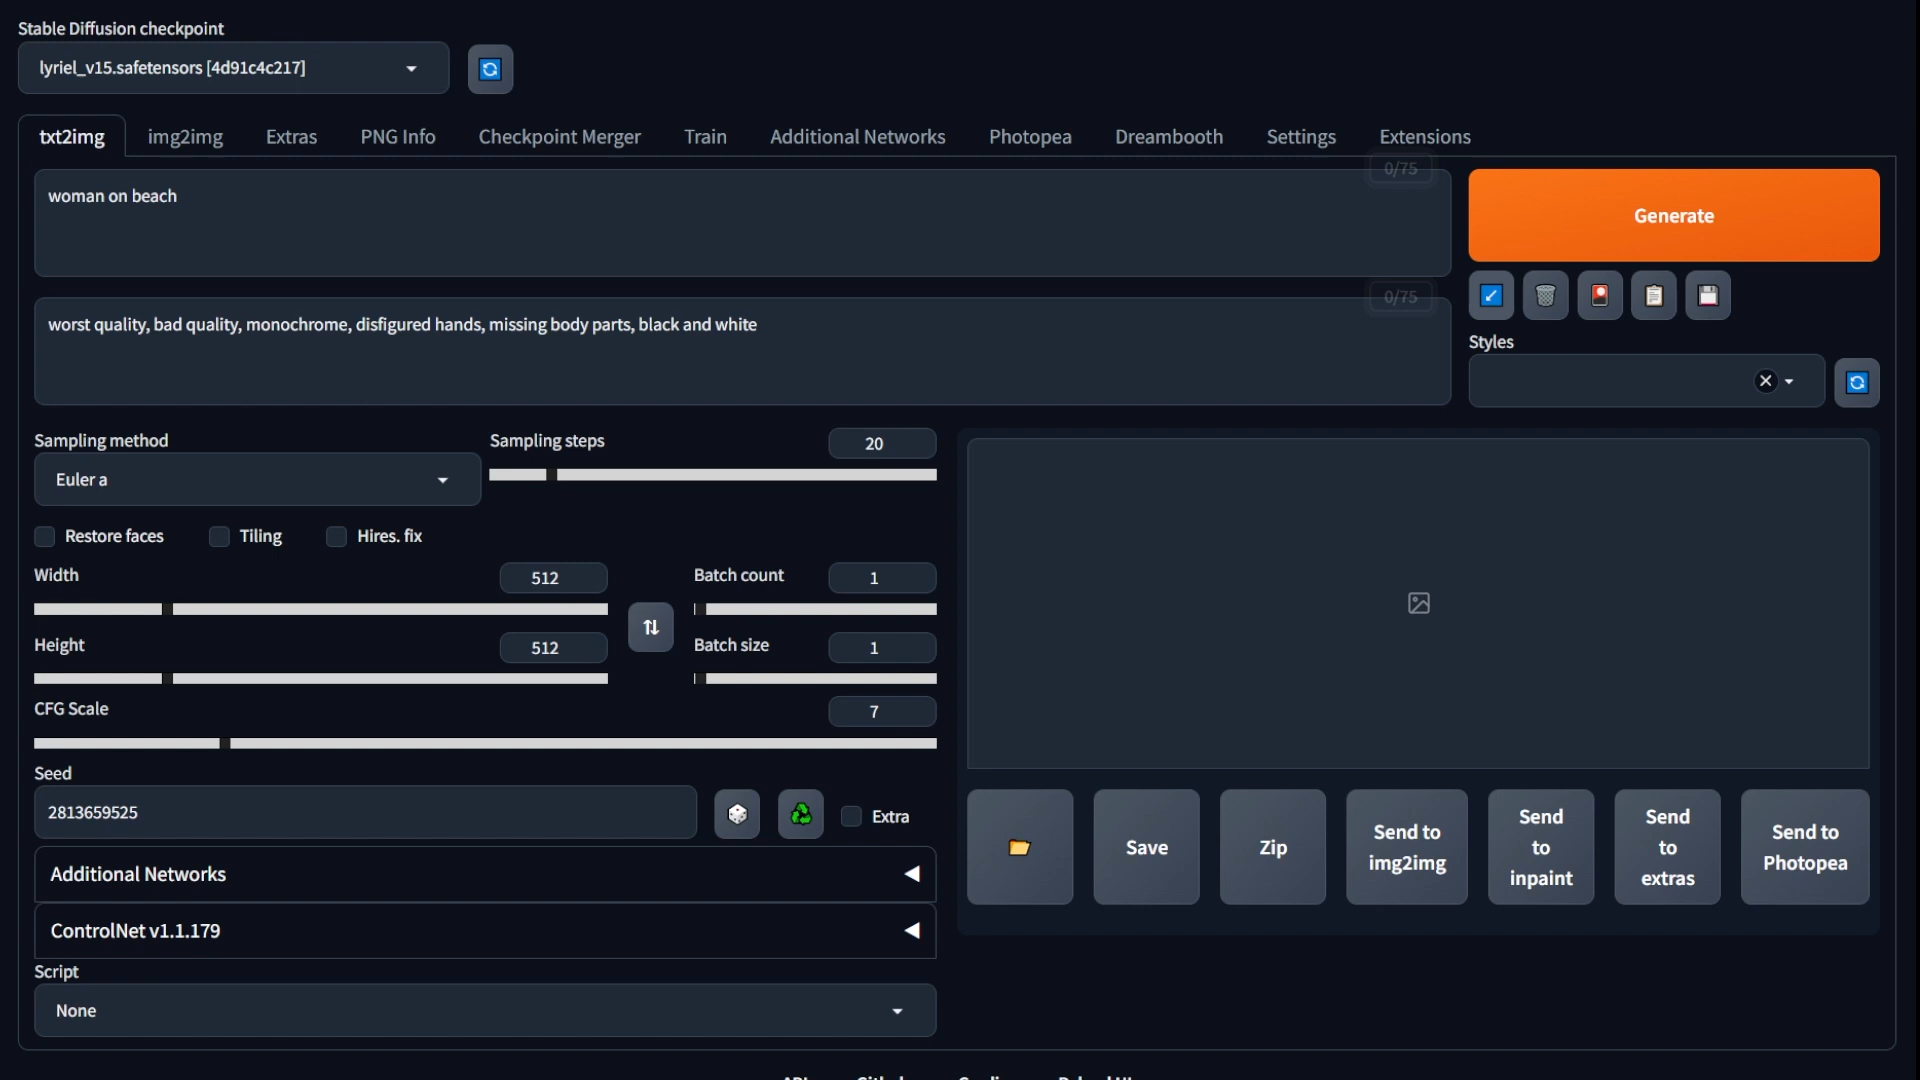 Stable Diffusion checkpoint
lyriel_v15.safetensors [4d91c4c217]
txt2img img2img Extras PNG Info Checkpoint Merger Train Additional Networks Photopea Dreambooth Settings Extensions
0/75
woman on beach
Generate
0/75
worst quality, bad quality, monochrome, disfigured hands, missing body parts, black and white
Styles
Sampling method
Euler a
Sampling steps
20
Restore faces Tiling Hires. fix
Width
512
Batch count
1
Height
512
Batch size
1
CFG Scale
7
Seed
2813659525
Extra
Save
Zip
Send to
img2img
Send
to
inpaint
Send
to
extras
Send to
Photopea
Additional Networks
ControlNet v1.1.179
Script
None